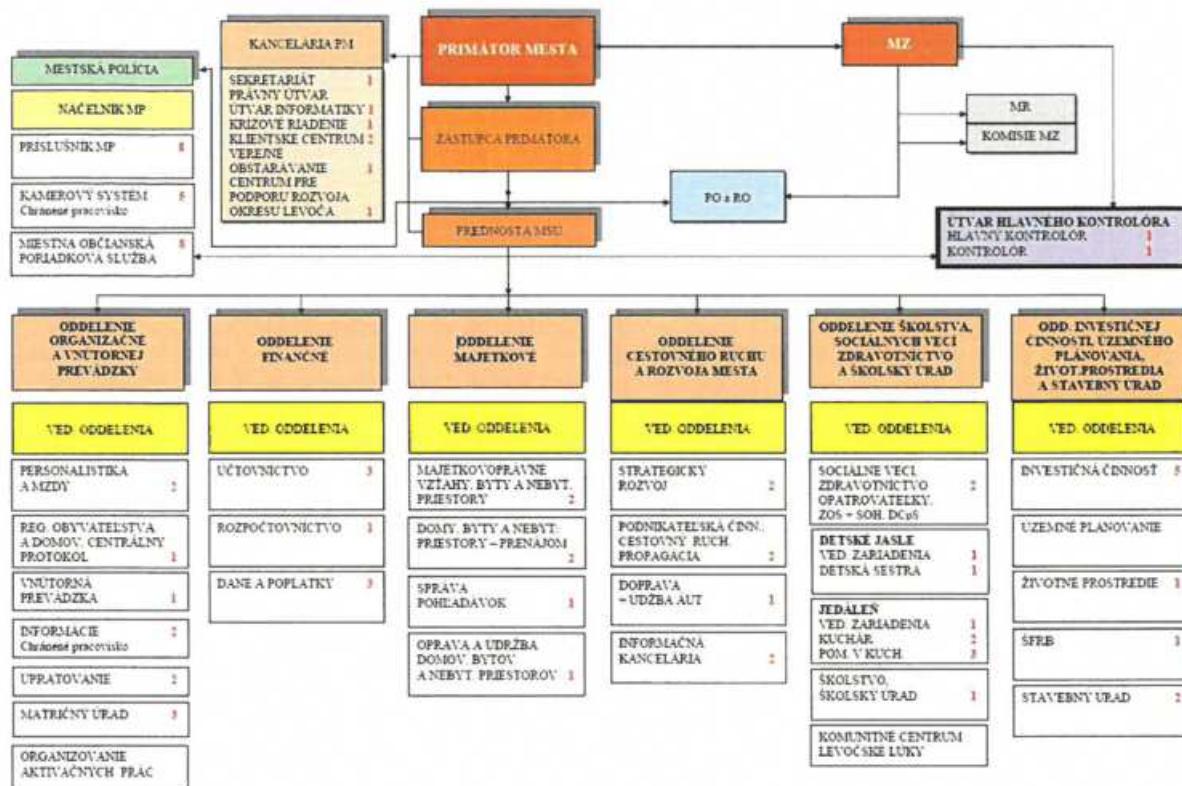 KANCELÁRIA PM
SEKRETARIÁT 1
PRÁVNY ÚTVAR
ÚTVAR INFORMATIKY 1
KRÍZOVÉ RIADENIE 1
KLIENTSKE CENTRUM 2
VEREJNÉ
OBSTARÁVANIE 1
CENTRUM PRE
PODPORU ROZVOJA
OKRESU LEVOČA 1
PRIMÁTOR MESTA
ZÁSTUPCA PRIMÁTORA
PREDNOSTA MSÚ
MZ
MR
KOMISIE MZ
PO a RO
ÚTVAR HLAVNÉHO KONTROLÓRA
HLAVNÝ KONTROLÓR 1
KONTROLÓR 1
MESTSKÁ POLÍCIA
NÁČELNÍK MP
PRÍSLUŠNÍK MP 8
KAMEROVÝ SYSTÉM 5
Chránené pracovisko
MIESTNA OBČIANSKA 8
PORIADKOVÁ SLUŽBA
ODDELENIE
ORGANIZAČNÉ
A VNÚTORNEJ
PREVÁDZKY
VED. ODDELENIA
PERSONALISTIKA
A MZDY 2
REG. OBYVATEĽSTVA
A DOMOV, CENTRÁLNY
PROTOKOL 1
VNÚTORNÁ
PREVÁDZKA 1
INFORMÁCIE 2
Chránené pracovisko
UPRATOVANIE 2
MATRIČNÝ ÚRAD 3
ORGANIZOVANIE
AKTIVAČNÝCH PRÁC
ODDELENIE
FINANČNÉ
VED. ODDELENIA
ÚČTOVNÍCTVO 3
ROZPOČTOVNÍCTVO 1
DANE A POPLATKY 3
ODDELENIE
MAJETKOVÉ
VED. ODDELENIA
MAJETKOVOPRÁVNE
VZŤAHY, BYTY A NEBYT.
PRIESTORY 2
DOMY, BYTY A NEBYT.
PRIESTORY – PRENÁJOM
2
SPRÁVA
POHĽADÁVOK 1
OPRAVA A ÚDRŽBA
DOMOV, BYTOV
A NEBYT. PRIESTOROV 1
ODDELENIE
CESTOVNÉHO RUCHU
A ROZVOJA MESTA
VED. ODDELENIA
STRATEGICKÝ
ROZVOJ 2
PODNIKATEĽSKÁ ČINN.,
CESTOVNÝ RUCH,
PROPAGÁCIA 2
DOPRAVA
+ ÚDŽBA AUT 1
INFORMAČNÁ
KANCELÁRIA 2
ODDELENIE ŠKOLSTVA,
SOCIÁLNYCH VECÍ
ZDRAVOTNÍCTVO
A ŠKOLSKÝ ÚRAD
VED. ODDELENIA
SOCIÁLNE VECI,
ZDRAVOTNÍCTVO 2
OPATROVATEĽKY,
ZOS + SOH, DCpS
DETSKÉ JASLE
VED. ZARIADENIA 1
DETSKÁ SESTRA 1
JEDÁLEŇ
VED. ZARIADENIA 1
KUCHÁR 2
POM. V KUCH. 3
ŠKOLSTVO,
ŠKOLSKÝ ÚRAD 1
KOMUNITNÉ CENTRUM
LEVOČSKÉ LÚKY
ODD. INVESTIČNEJ
ČINNOSTI, ÚZEMNÉHO
PLÁNOVANIA,
ŽIVOT.PROSTREDIA
A STAVEBNÝ ÚRAD
VED. ODDELENIA
INVESTIČNÁ ČINNOSŤ 5
ÚZEMNÉ PLÁNOVANIE
ŽIVOTNÉ PROSTREDIE 1
ŠFRB 1
STAVEBNÝ ÚRAD 2